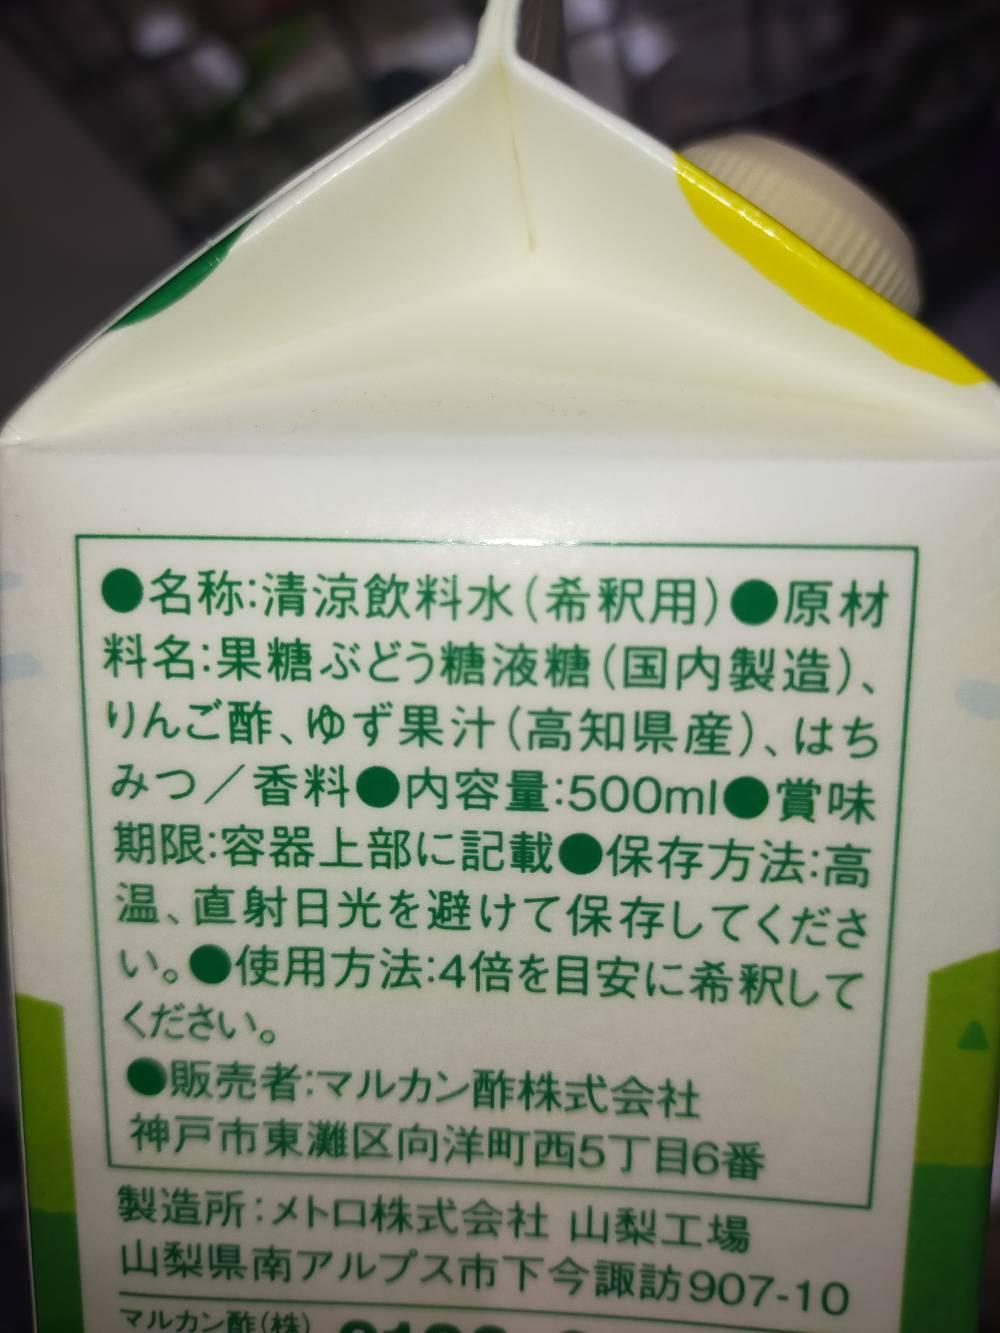 ●名称:清涼飲料水(希釈用)●原材
料名:果糖ぶどう糖液糖(国内製造)、
りんご酢、ゆず果汁(高知県産)、はち
みつ/香料●内容量:500ml●賞味
期限:容器上部に記載●保存方法:高
温、直射日光を避けて保存してくださ
い。●使用方法:4倍を目安に希釈して
ください。
●販売者:マルカン酢株式会社
神戸市東灘区向洋町西5丁目6番
製造所:メトロ株式会社 山梨工場
山梨県南アルプス市下今諏訪907-10
マルカン酢(株)